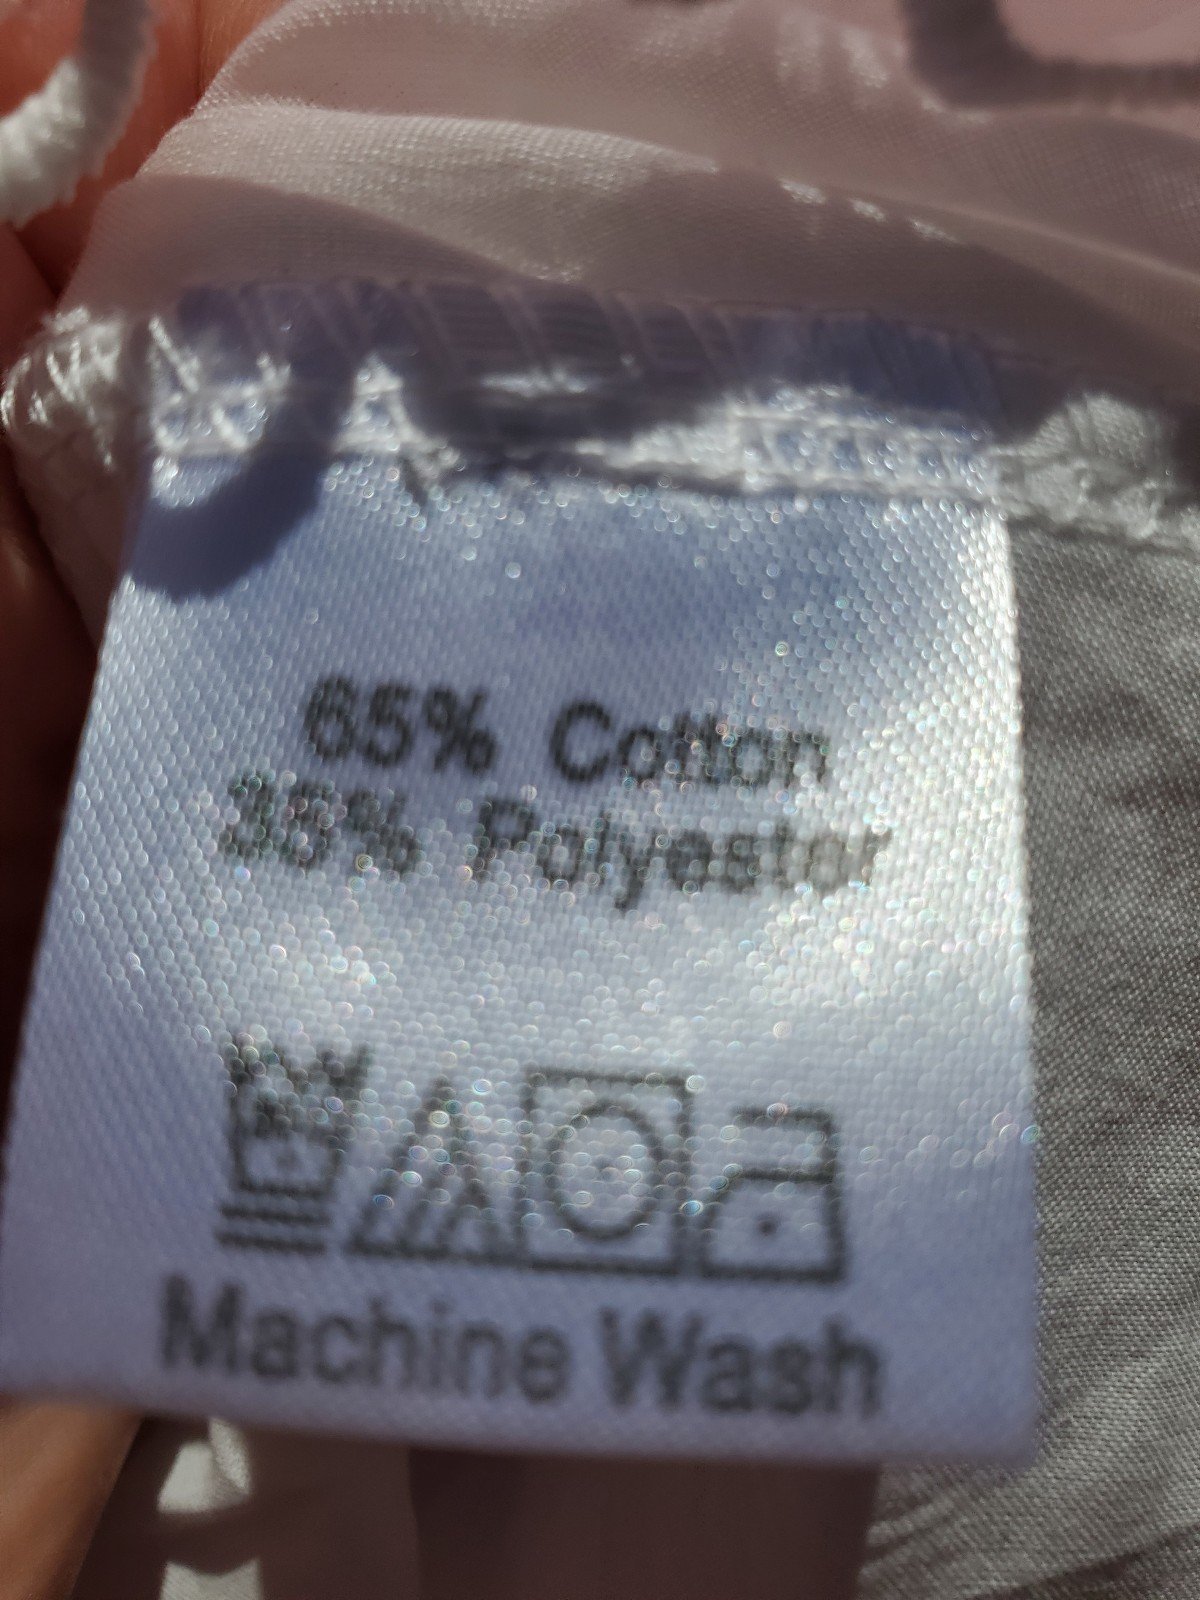 65% Cotton
35% Polyester
Machine Wash